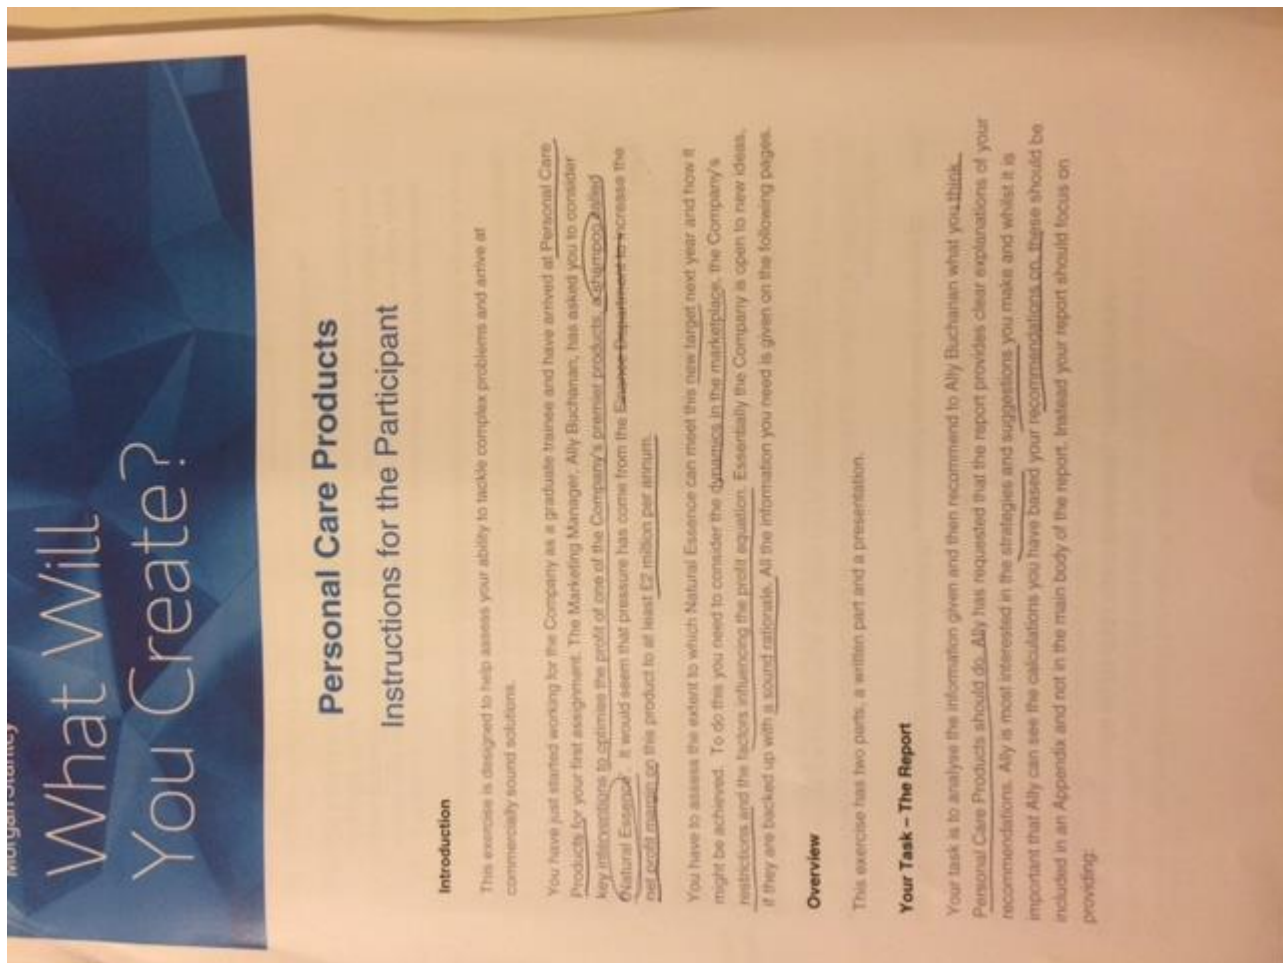 Morgan Stanley
What Will
You Create?
Personal Care Products
Instructions for the Participant
Introduction
This exercise is designed to help assess your ability to tackle complex problems and arrive at
commercially sound solutions.
You have just started working for the Company as a graduate trainee and have arrived at Personal Care
Products for your first assignment. The Marketing Manager, Ally Buchanan, has asked you to consider
key interventions to optimise the profit of one of the Company's premier products, a shampoo called
Natural Essence. It would seem that pressure has come from the Finance Department to increase the
net profit margin on this product to at least £2 million per annum.
You have to assess the extent to which Natural Essence can meet this new target next year and how it
might be achieved. To do this you need to consider the dynamics in the marketplace, the Company's
restrictions and the factors influencing the profit equation. Essentially the Company is open to new ideas,
if they are backed up with a sound rationale. All the information you need is given on the following pages.
Overview
This exercise has two parts, a written part and a presentation.
Your Task – The Report
Your task is to analyse the information given and then recommend to Ally Buchanan what you think
Personal Care Products should do. Ally has requested that the report provides clear explanations of your
recommendations. Ally is most interested in the strategies and suggestions you make and whilst it is
important that Ally can see the calculations you have based your recommendations on, these should be
included in an Appendix and not in the main body of the report. Instead your report should focus on
providing: